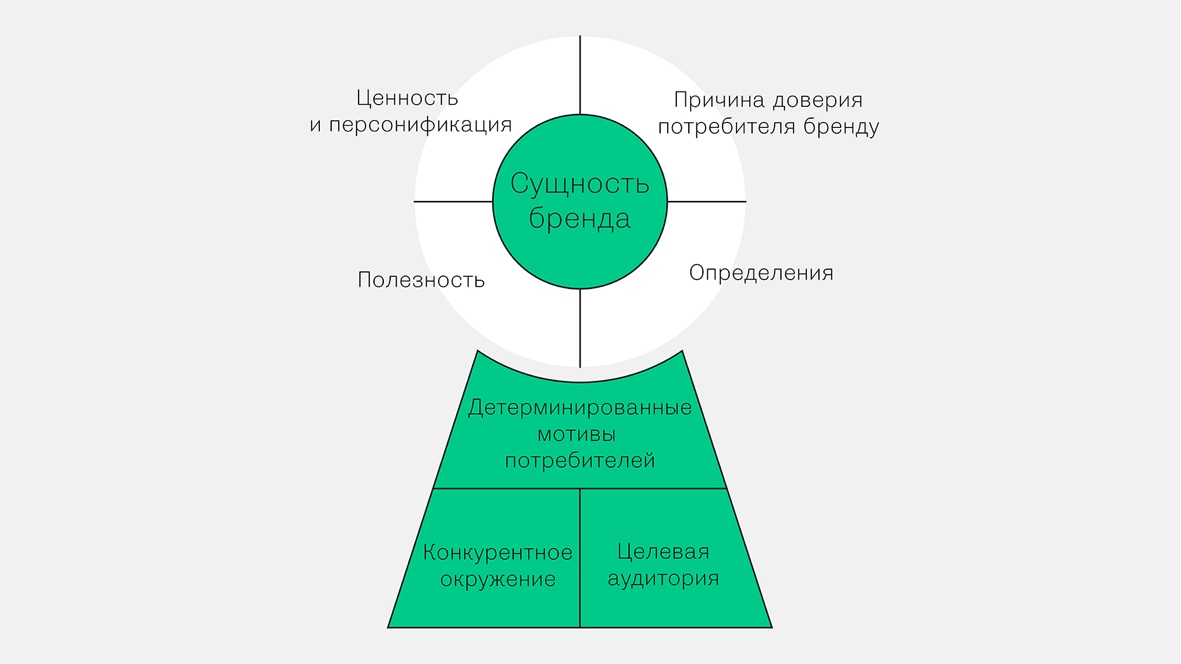 Ценность
и персонификация
Причина доверия
потребителя бренду
Сущность
бренда
Полезность
Определения
Детерминированные
мотивы
потребителей
Конкурентное
окружение
Целевая
аудитория